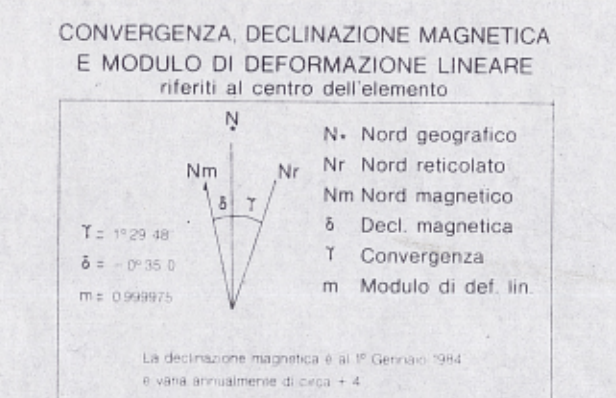 CONVERGENZA, DECLINAZIONE MAGNETICA
E MODULO DI DEFORMAZIONE LINEARE
riferiti al centro dell'elemento
N
Nm
Nr
δ
ϒ
ϒ = 1° 29 48
δ = - 0° 35 0
m = 0.999975
N. Nord geografico
Nr Nord reticolato
Nm Nord magnetico
δ Decl. magnetica
ϒ Convergenza
m Modulo di def. lin.
La declinazione magnetica è al 1° Gennaio 1984
e varia annualmente di circa + 4